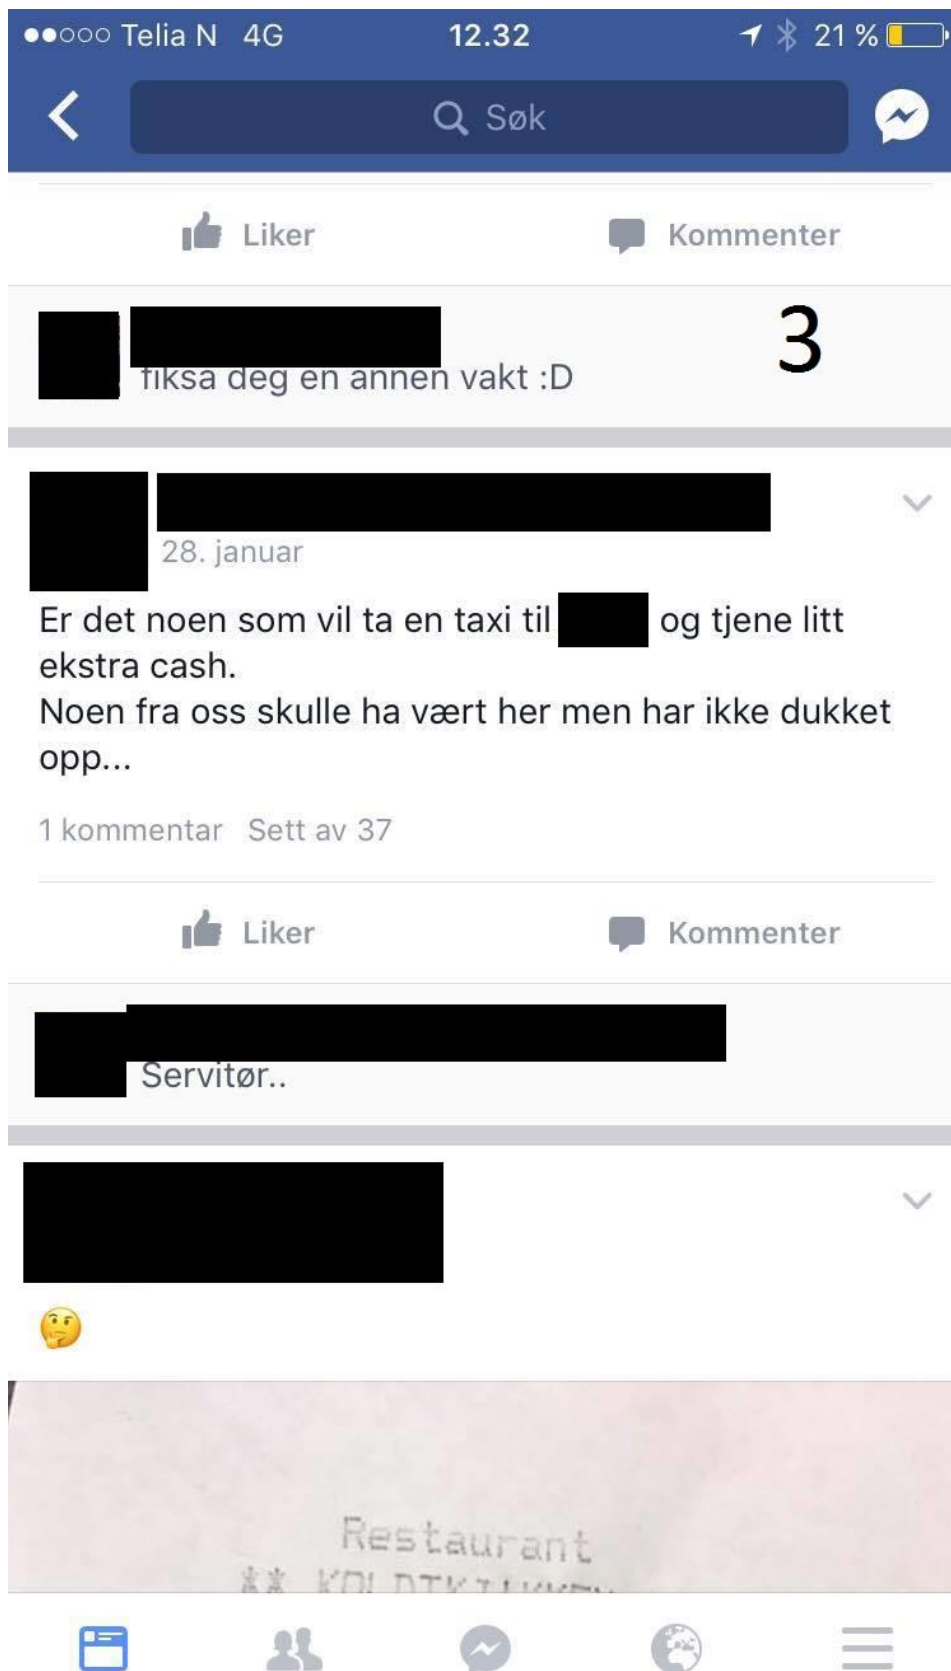 Telia N 4G 12.32 21 %
Søk
Liker Kommenter
3
fiksa deg en annen vakt :D
28. januar
Er det noen som vil ta en taxi til og tjene litt
ekstra cash.
Noen fra oss skulle ha vært her men har ikke dukket
opp...
1 kommentar Sett av 37
Liker Kommenter
Servitør..
Restaurant